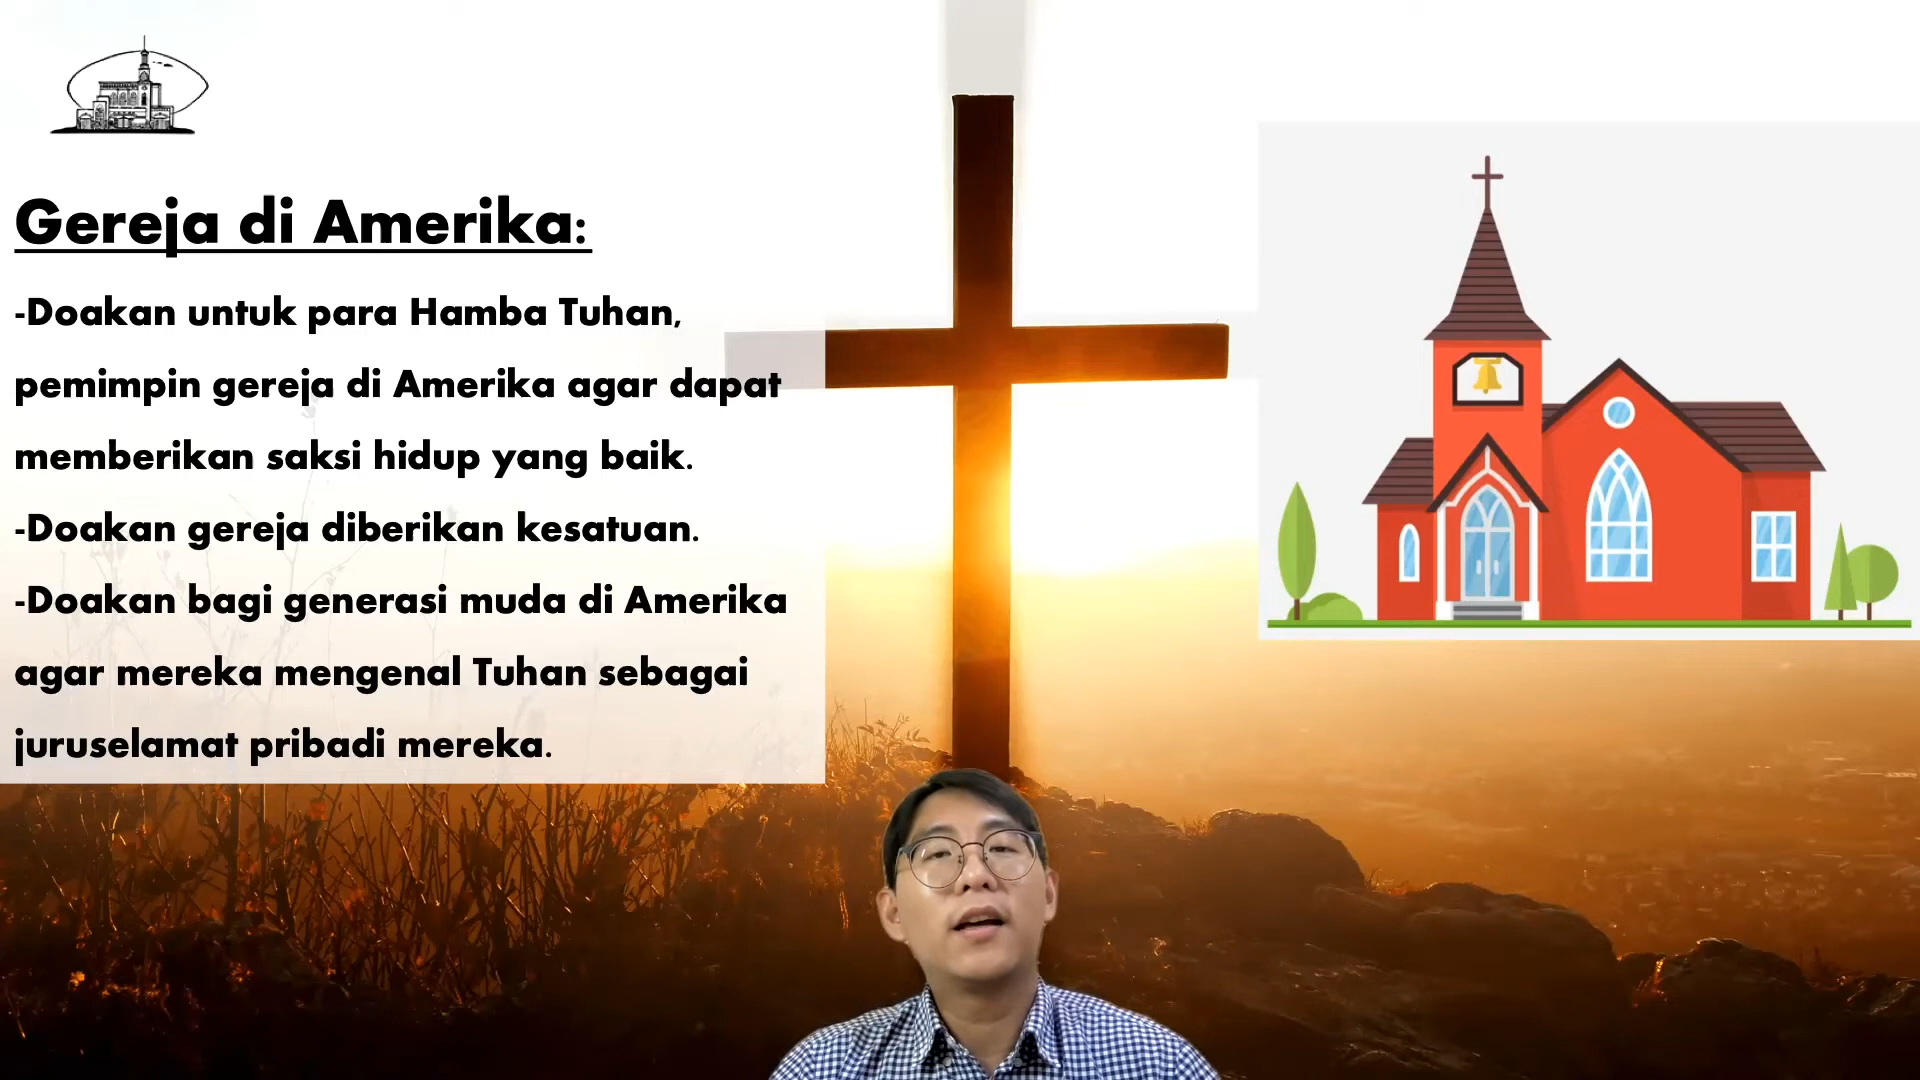 Gereja di Amerika:
-Doakan untuk para Hamba Tuhan,
pemimpin gereja di Amerika agar dapat
memberikan saksi hidup yang baik.
-Doakan gereja diberikan kesatuan.
-Doakan bagi generasi muda di Amerika
agar mereka mengenal Tuhan sebagai
juruselamat pribadi mereka.